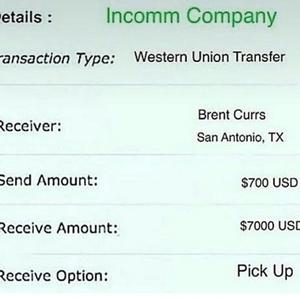 etails : Incomm Company
ransaction Type: Western Union Transfer
Receiver: Brent Currs
San Antonio, TX
Send Amount: $700 USD
Receive Amount: $7000 USD
Receive Option: Pick Up